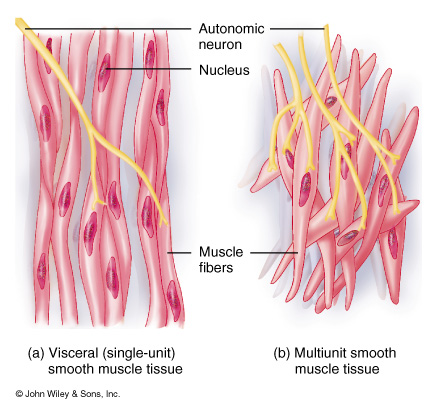 Autonomic
neuron
Nucleus
Muscle
fibers
(a) Visceral (single-unit)
smooth muscle tissue
(b) Multiunit smooth
muscle tissue
© John Wiley & Sons, Inc.